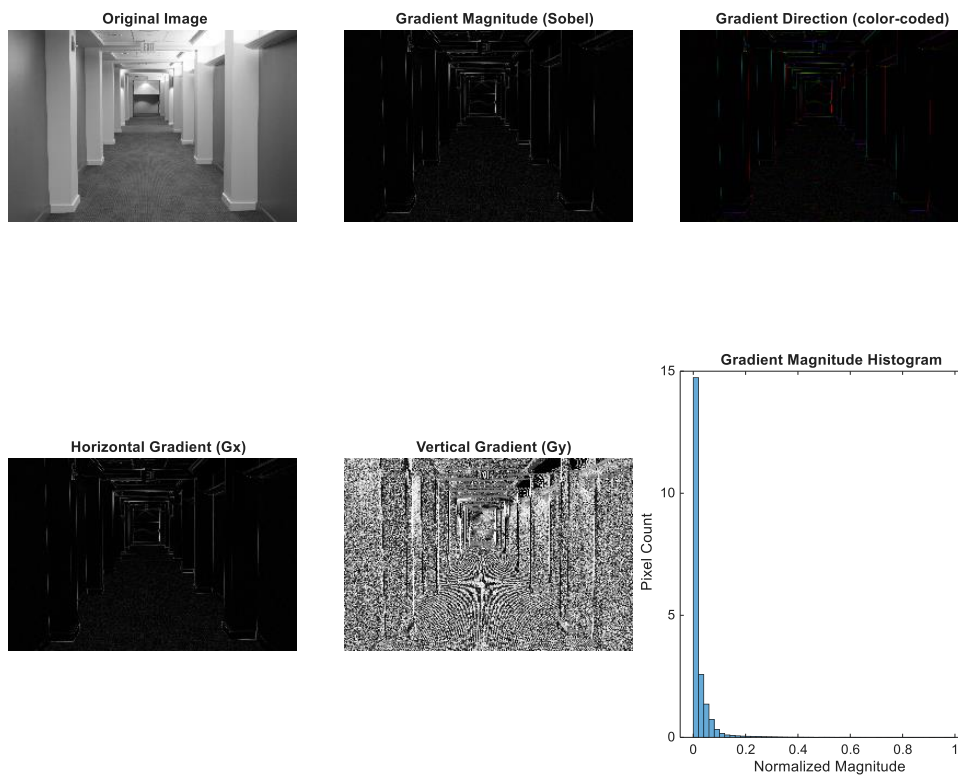 Original Image
Gradient Magnitude (Sobel)
Gradient Direction (color-coded)
Horizontal Gradient (Gx)
Vertical Gradient (Gy)
Gradient Magnitude Histogram
15
10
5
0
Pixel Count
0 0.2 0.4 0.6 0.8 1
Normalized Magnitude